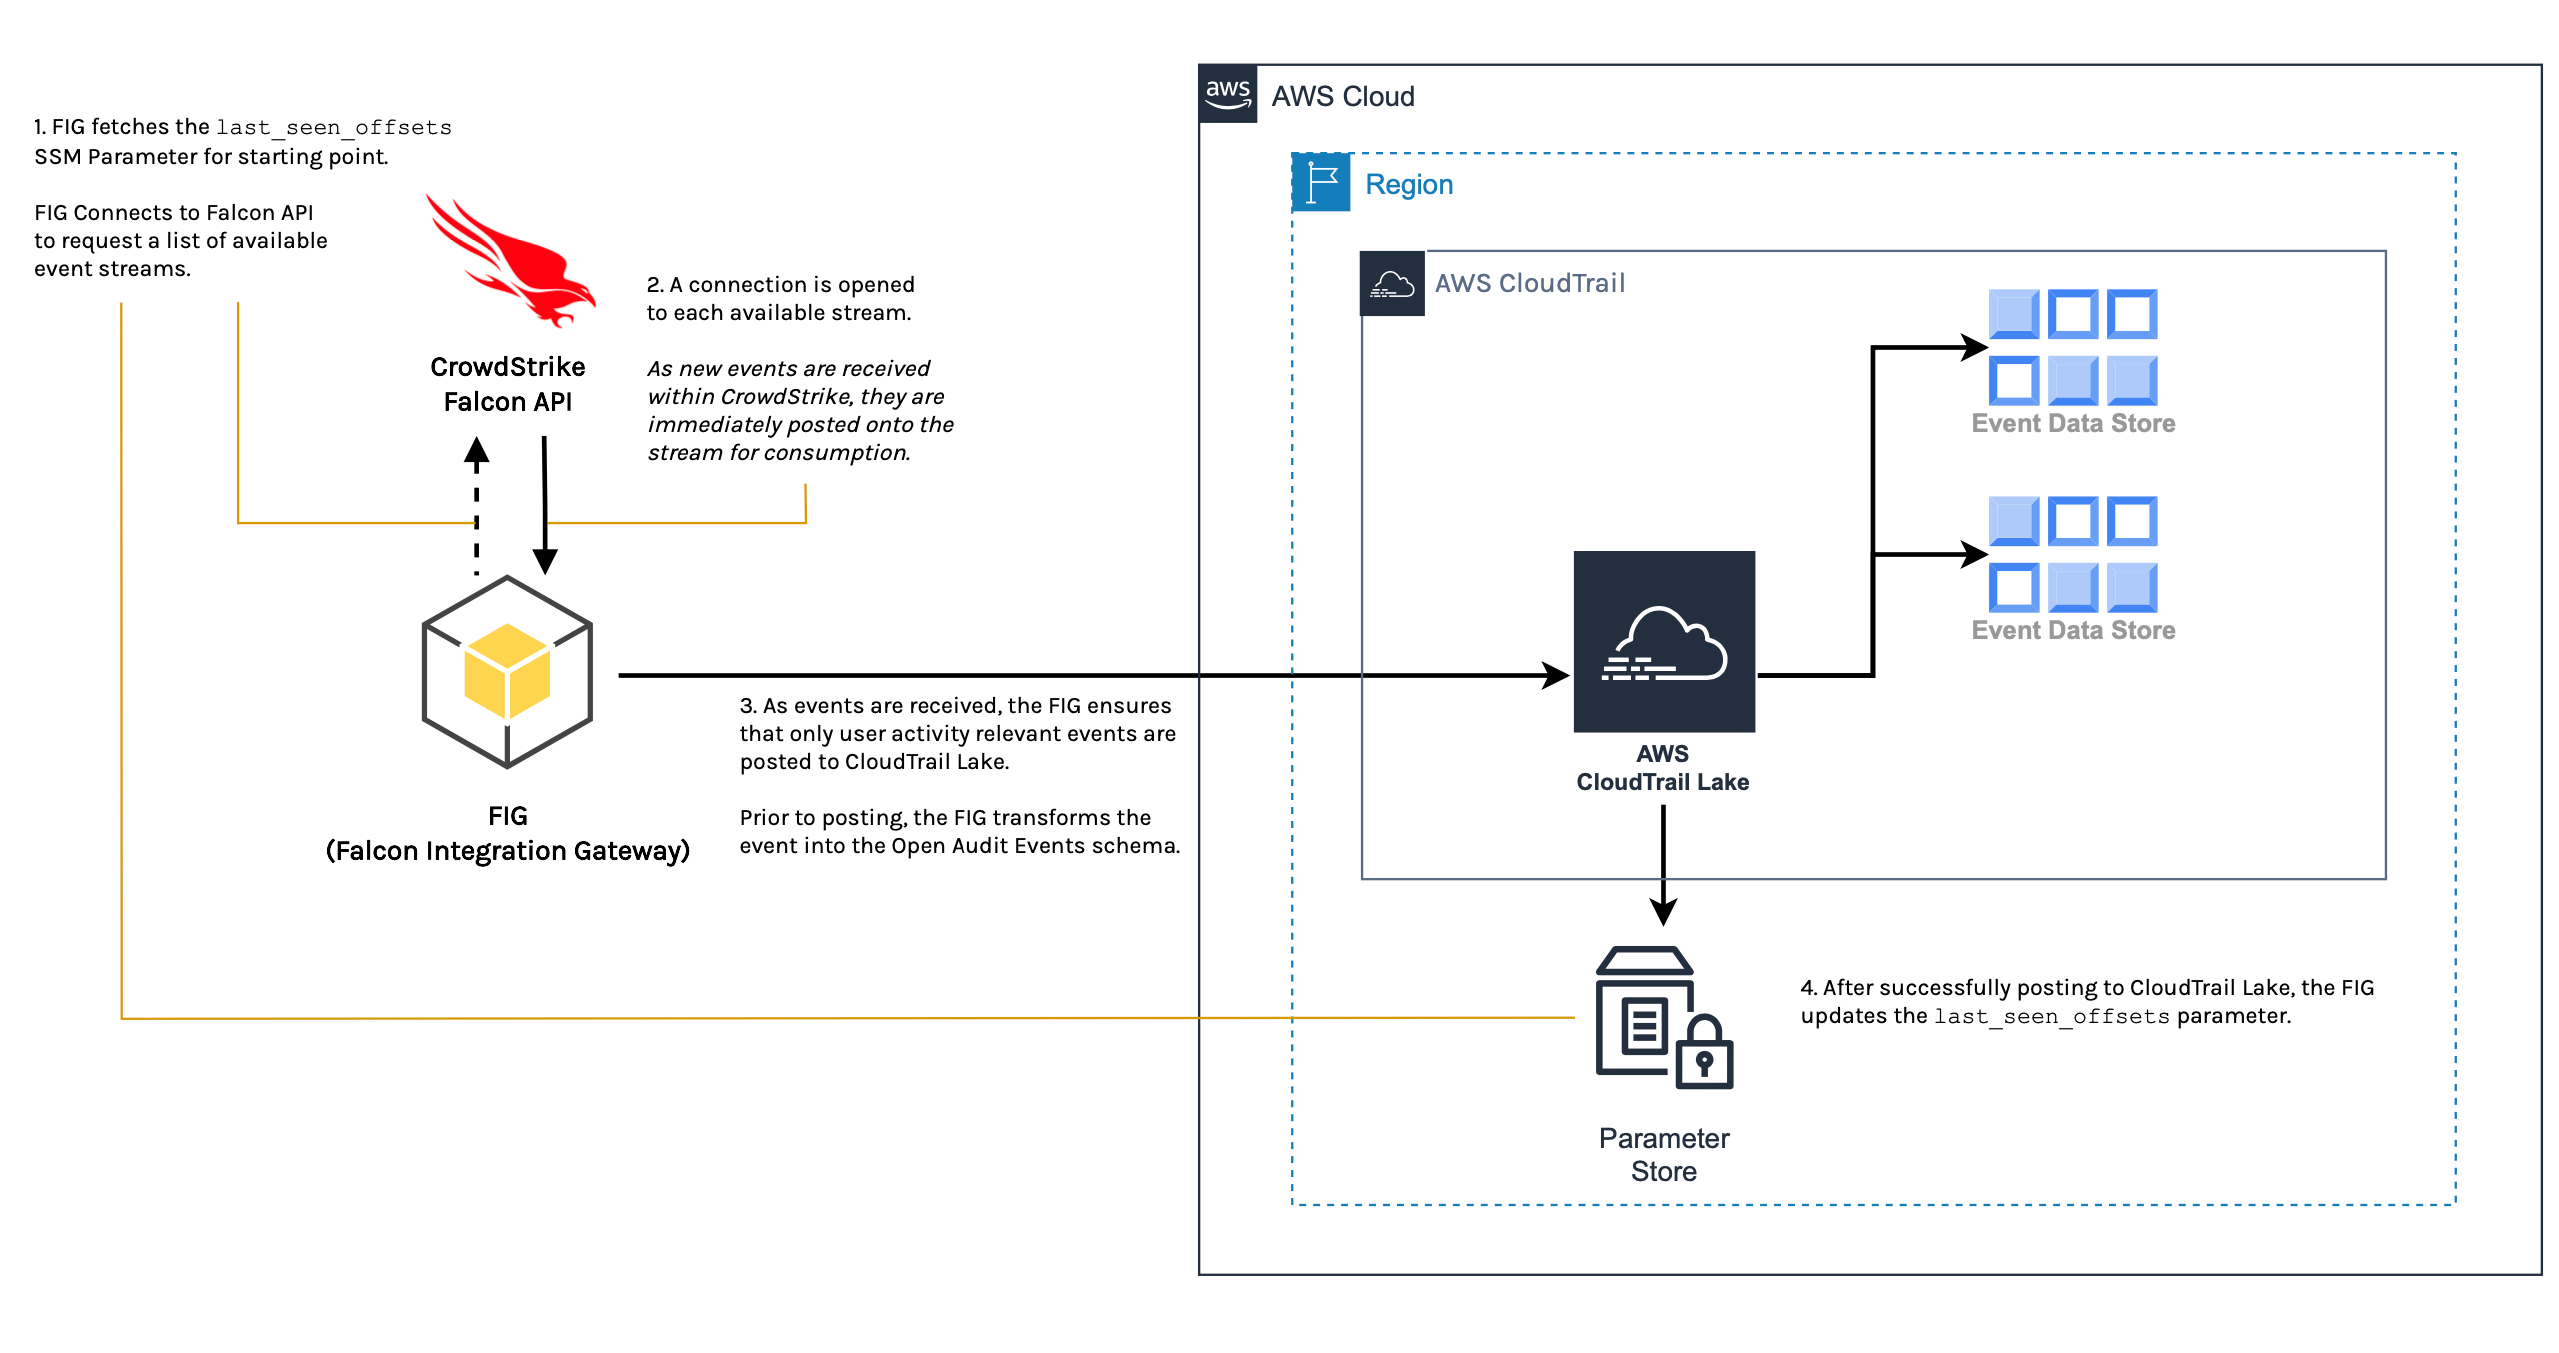 aws
AWS Cloud
1. FIG fetches the last_seen_offsets
SSM Parameter for starting point.
Region
FIG Connects to Falcon API
to request a list of available
event streams.
2. A connection is opened
to each available stream.
AWS CloudTrail
As new events are received
within CrowdStrike, they are
immediately posted onto the
stream for consumption.
CrowdStrike
Falcon API
Event Data Store
Event Data Store
3. As events are received, the FIG ensures
that only user activity relevant events are
posted to CloudTrail Lake.
AWS
CloudTrail Lake
Prior to posting, the FIG transforms the
event into the Open Audit Events schema.
FIG
(Falcon Integration Gateway)
4. After successfully posting to CloudTrail Lake, the FIG
updates the last_seen_offsets parameter.
Parameter
Store